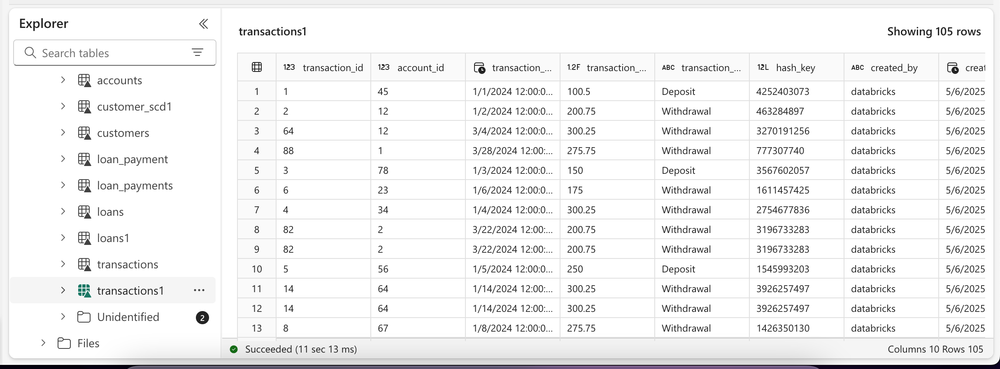 Explorer
Search tables
accounts
customer_scd1
customers
loan_payment
loan_payments
loans
loans1
transactions
transactions1
Unidentified 2
Files
transactions1 Showing 105 rows
123 transaction_id 123 account_id transaction_... 1.2F transaction_... ABC transaction_... 12L hash_key ABC created_by creat
1 1 45 1/1/2024 12:00:0... 100.5 Deposit 4252403073 databricks 5/6/2025
2 2 12 1/2/2024 12:00:0... 200.75 Withdrawal 463284897 databricks 5/6/2025
3 64 12 3/4/2024 12:00:0... 300.25 Withdrawal 3270191256 databricks 5/6/2025
4 88 1 3/28/2024 12:00:... 275.75 Withdrawal 777307740 databricks 5/6/2025
5 3 78 1/3/2024 12:00:0... 150 Deposit 3567602057 databricks 5/6/2025
6 6 23 1/6/2024 12:00:0... 175 Withdrawal 1611457425 databricks 5/6/2025
7 4 34 1/4/2024 12:00:0... 300.25 Withdrawal 2754677836 databricks 5/6/2025
8 82 2 3/22/2024 12:00:... 200.75 Withdrawal 3196733283 databricks 5/6/2025
9 82 2 3/22/2024 12:00:... 200.75 Withdrawal 3196733283 databricks 5/6/2025
10 5 56 1/5/2024 12:00:0... 250 Deposit 1545993203 databricks 5/6/2025
11 14 64 1/14/2024 12:00:... 300.25 Withdrawal 3926257497 databricks 5/6/2025
12 14 64 1/14/2024 12:00:... 300.25 Withdrawal 3926257497 databricks 5/6/2025
13 8 67 1/8/2024 12:00:0... 275.75 Withdrawal 1426350130 databricks 5/6/2025
Succeeded (11 sec 13 ms) Columns 10 Rows 105